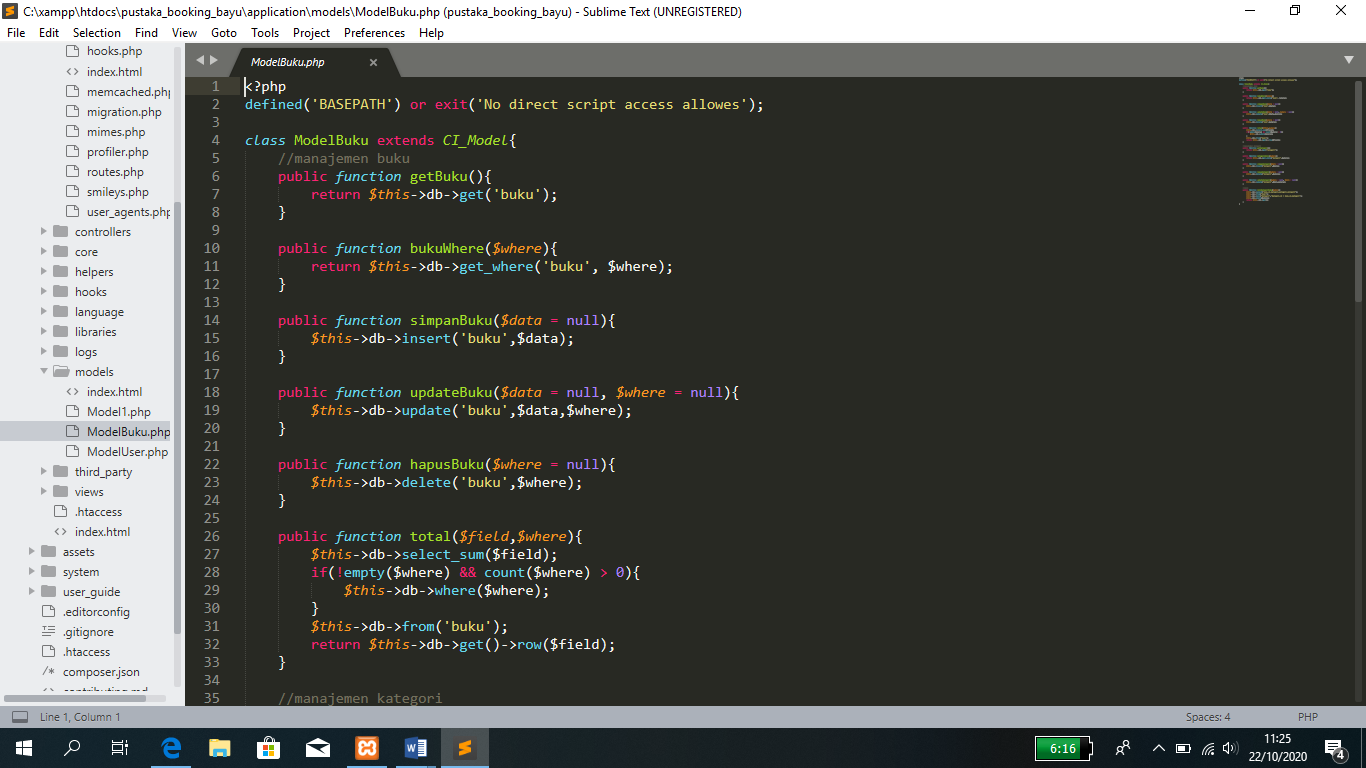 C:\xampp\htdocs\pustaka_booking_bayu\application\models\ModelBuku.php (pustaka_booking_bayu) - Sublime Text (UNREGISTERED)
File Edit Selection Find View Goto Tools Project Preferences Help
hooks.php
index.html
memcached.php
migration.php
mimes.php
profiler.php
routes.php
smileys.php
user_agents.php
controllers
core
helpers
hooks
language
libraries
logs
models
index.html
Model1.php
ModelBuku.php
ModelUser.php
third_party
views
.htaccess
index.html
assets
system
user_guide
.editorconfig
.gitignore
.htaccess
composer.json
contributing.md
ModelBuku.php
1 <?php
2 defined('BASEPATH') or exit('No direct script access allowes');
3
4 class ModelBuku extends CI_Model{
5 //manajemen buku
6 public function getBuku(){
7 return $this->db->get('buku');
8 }
9
10 public function bukuWhere($where){
11 return $this->db->get_where('buku', $where);
12 }
13
14 public function simpanBuku($data = null){
15 $this->db->insert('buku',$data);
16 }
17
18 public function updateBuku($data = null, $where = null){
19 $this->db->update('buku',$data,$where);
20 }
21
22 public function hapusBuku($where = null){
23 $this->db->delete('buku',$where);
24 }
25
26 public function total($field,$where){
27 $this->db->select_sum($field);
28 if(!empty($where) && count($where) > 0){
29 $this->db->where($where);
30 }
31 $this->db->from('buku');
32 return $this->db->get()->row($field);
33 }
34
35 //manajemen kategori
Line 1, Column 1
Spaces: 4
PHP
6:16
11:25
22/10/2020
4